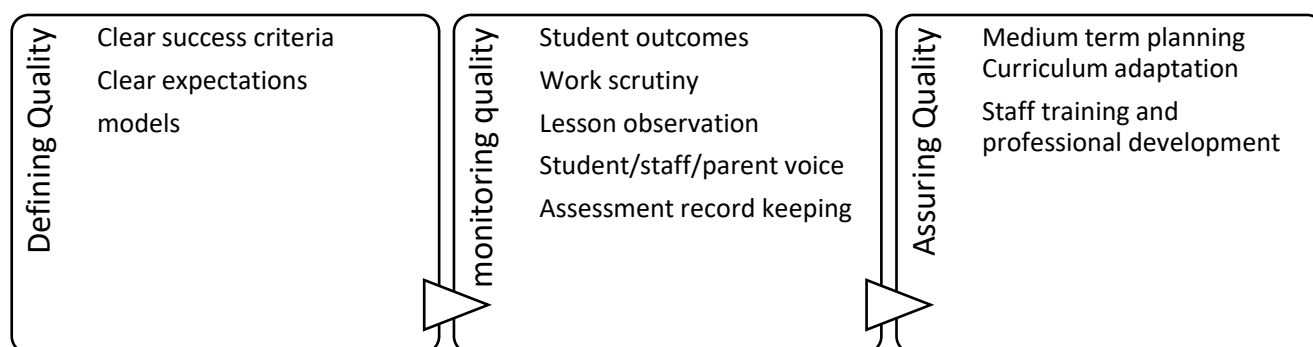 Defining Quality
Clear success criteria
Clear expectations
models
monitoring quality
Student outcomes
Work scrutiny
Lesson observation
Student/staff/parent voice
Assessment record keeping
Assuring Quality
Medium term planning
Curriculum adaptation
Staff training and
professional development